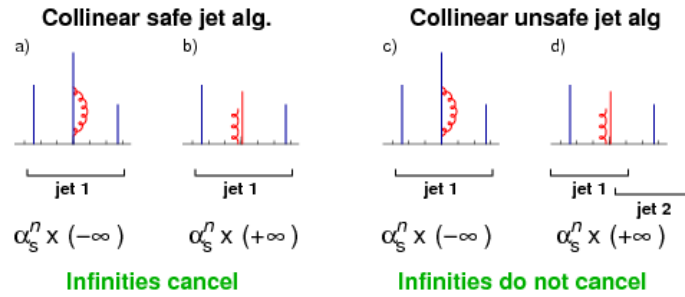 Collinear safe jet alg.
Collinear unsafe jet alg
a)
b)
c)
d)
jet 1
jet 1
jet 1
jet 1
jet 2
αₛⁿ x (−∞)
αₛⁿ x (+∞)
αₛⁿ x (−∞)
αₛⁿ x (+∞)
Infinities cancel
Infinities do not cancel